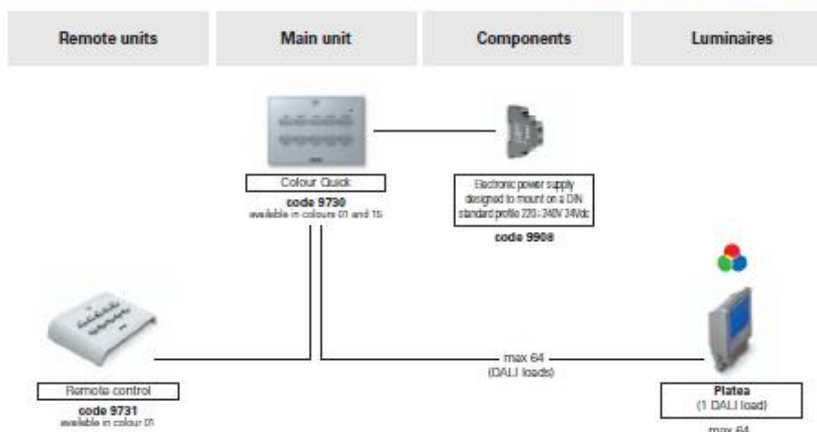 Remote units
Main unit
Components
Luminaires
Colour Quick
code 9730
available in colours 01 and 15
Electronic power supply
designed to mount on a DIN
standard profile 220÷240V 24Vdc
code 9908
max 64
(DALI loads)
Remote control
code 9731
available in colour 01
Platea
(1 DALI load)
max 64